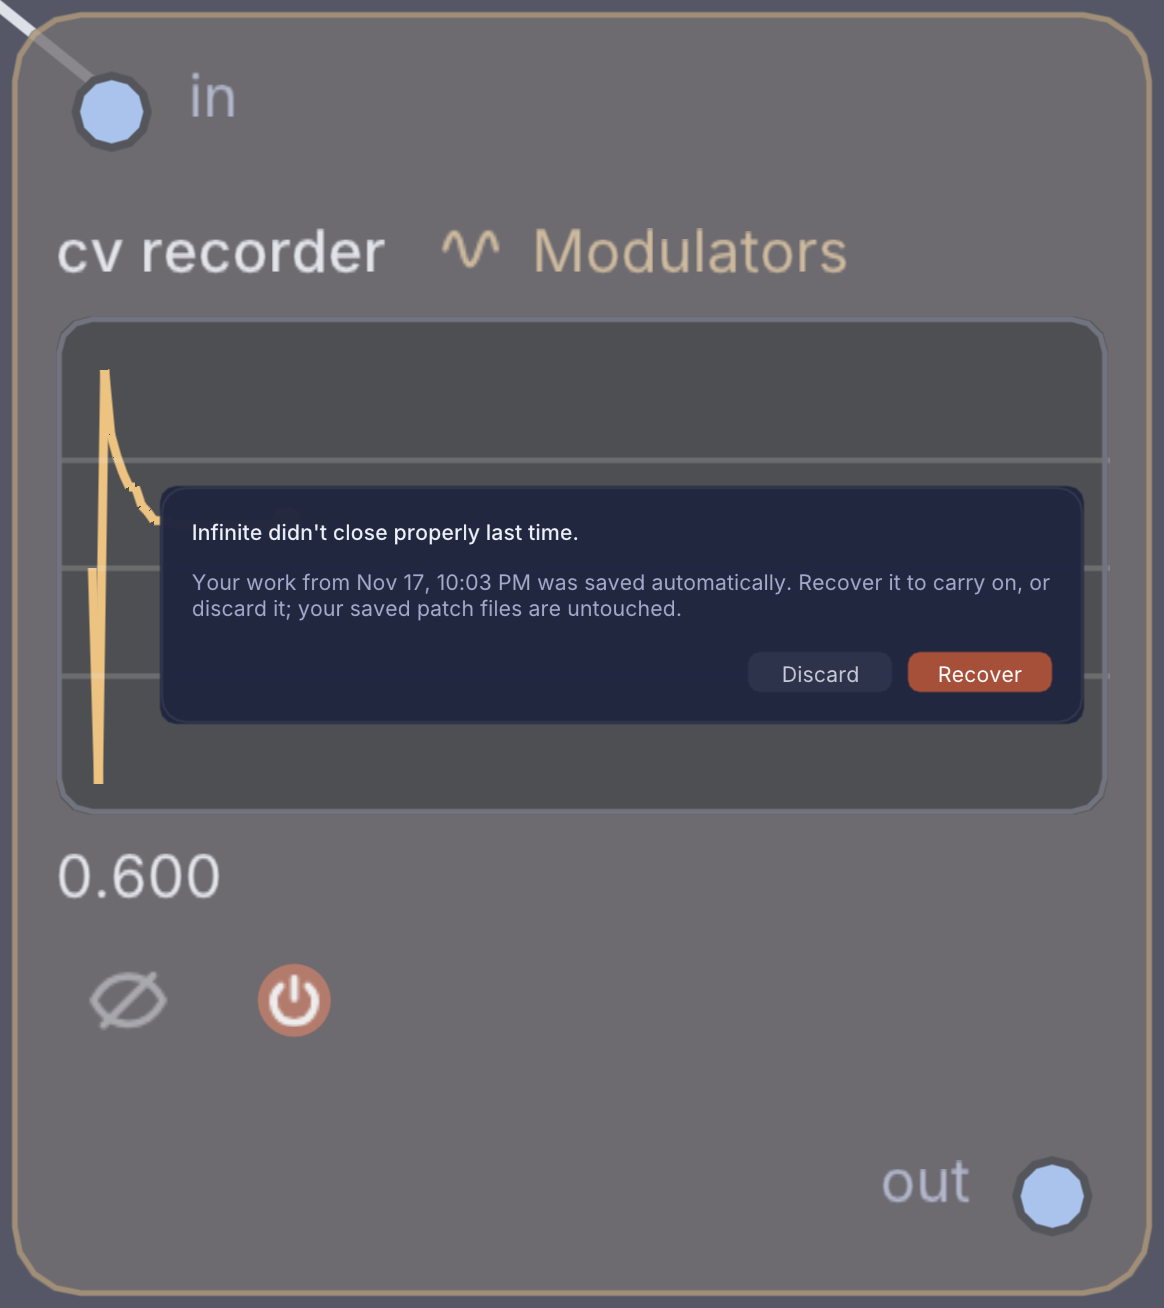 in
cv recorder Modulators
Infinite didn't close properly last time.
Your work from Nov 17, 10:03 PM was saved automatically. Recover it to carry on, or
discard it; your saved patch files are untouched.
Discard Recover
0.600
out